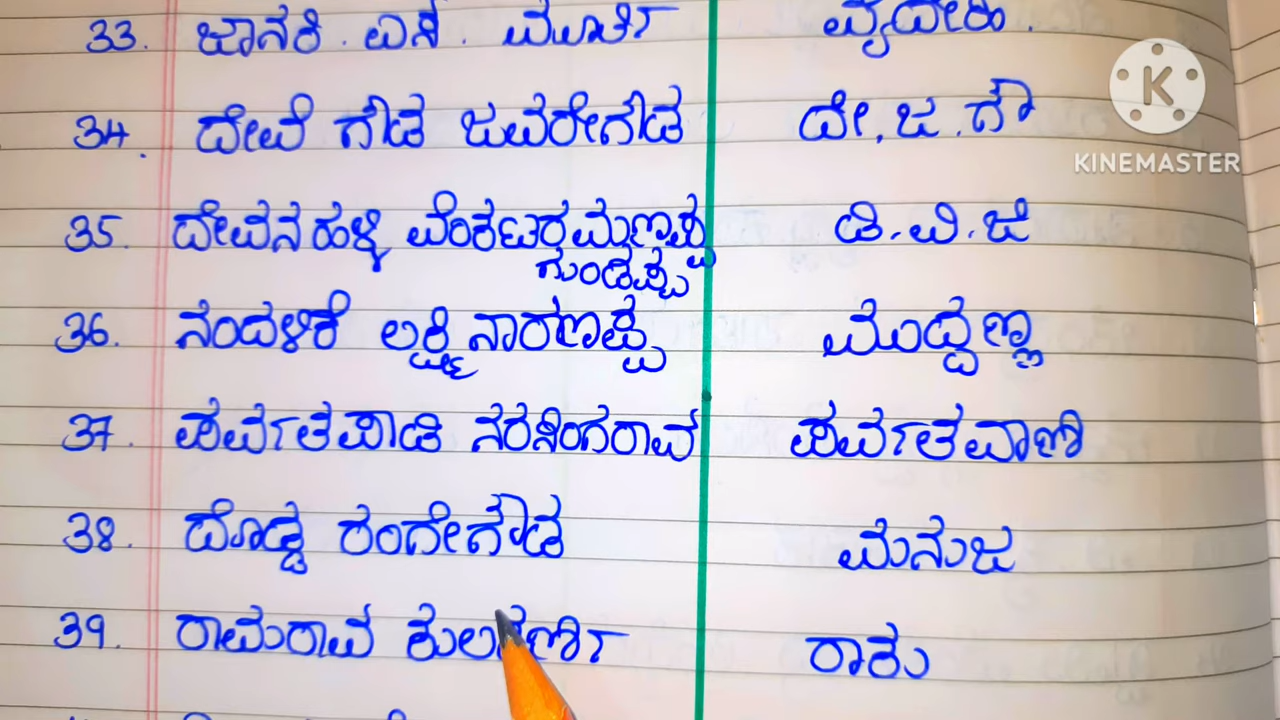 33. ಜಾನಕಿ. ಎಸ. ಮೂರ್ತಿ ವೈದೇಹಿ.
34. ದೇವೆ ಗೌಡ ಜವರೇಗೌಡ ದೇ.ಜ.ಗೌ
KINEMASTER
35. ದೇವನಹಳ್ಳಿ ವೆಂಕಟರಮಣಪ್ಪ ಡಿ.ವಿ.ಜಿ
ಗುಂಡಪ್ಪ
36. ನಂದಳಿಕೆ ಲಕ್ಷ್ಮಿನಾರಣಪ್ಪ ಮುದ್ದಣ್ಣ
37. ಪರ್ವತಪಾಡಿ ನರಸಿಂಗರಾವ ಪರ್ವತವಾಣಿ
38. ದೊಡ್ಡ ರಂಗೇಗೌಡ ಮನುಜ
39. ರಾಮರಾವ ಕುಲಕರ್ಣಿ ರಾಕು